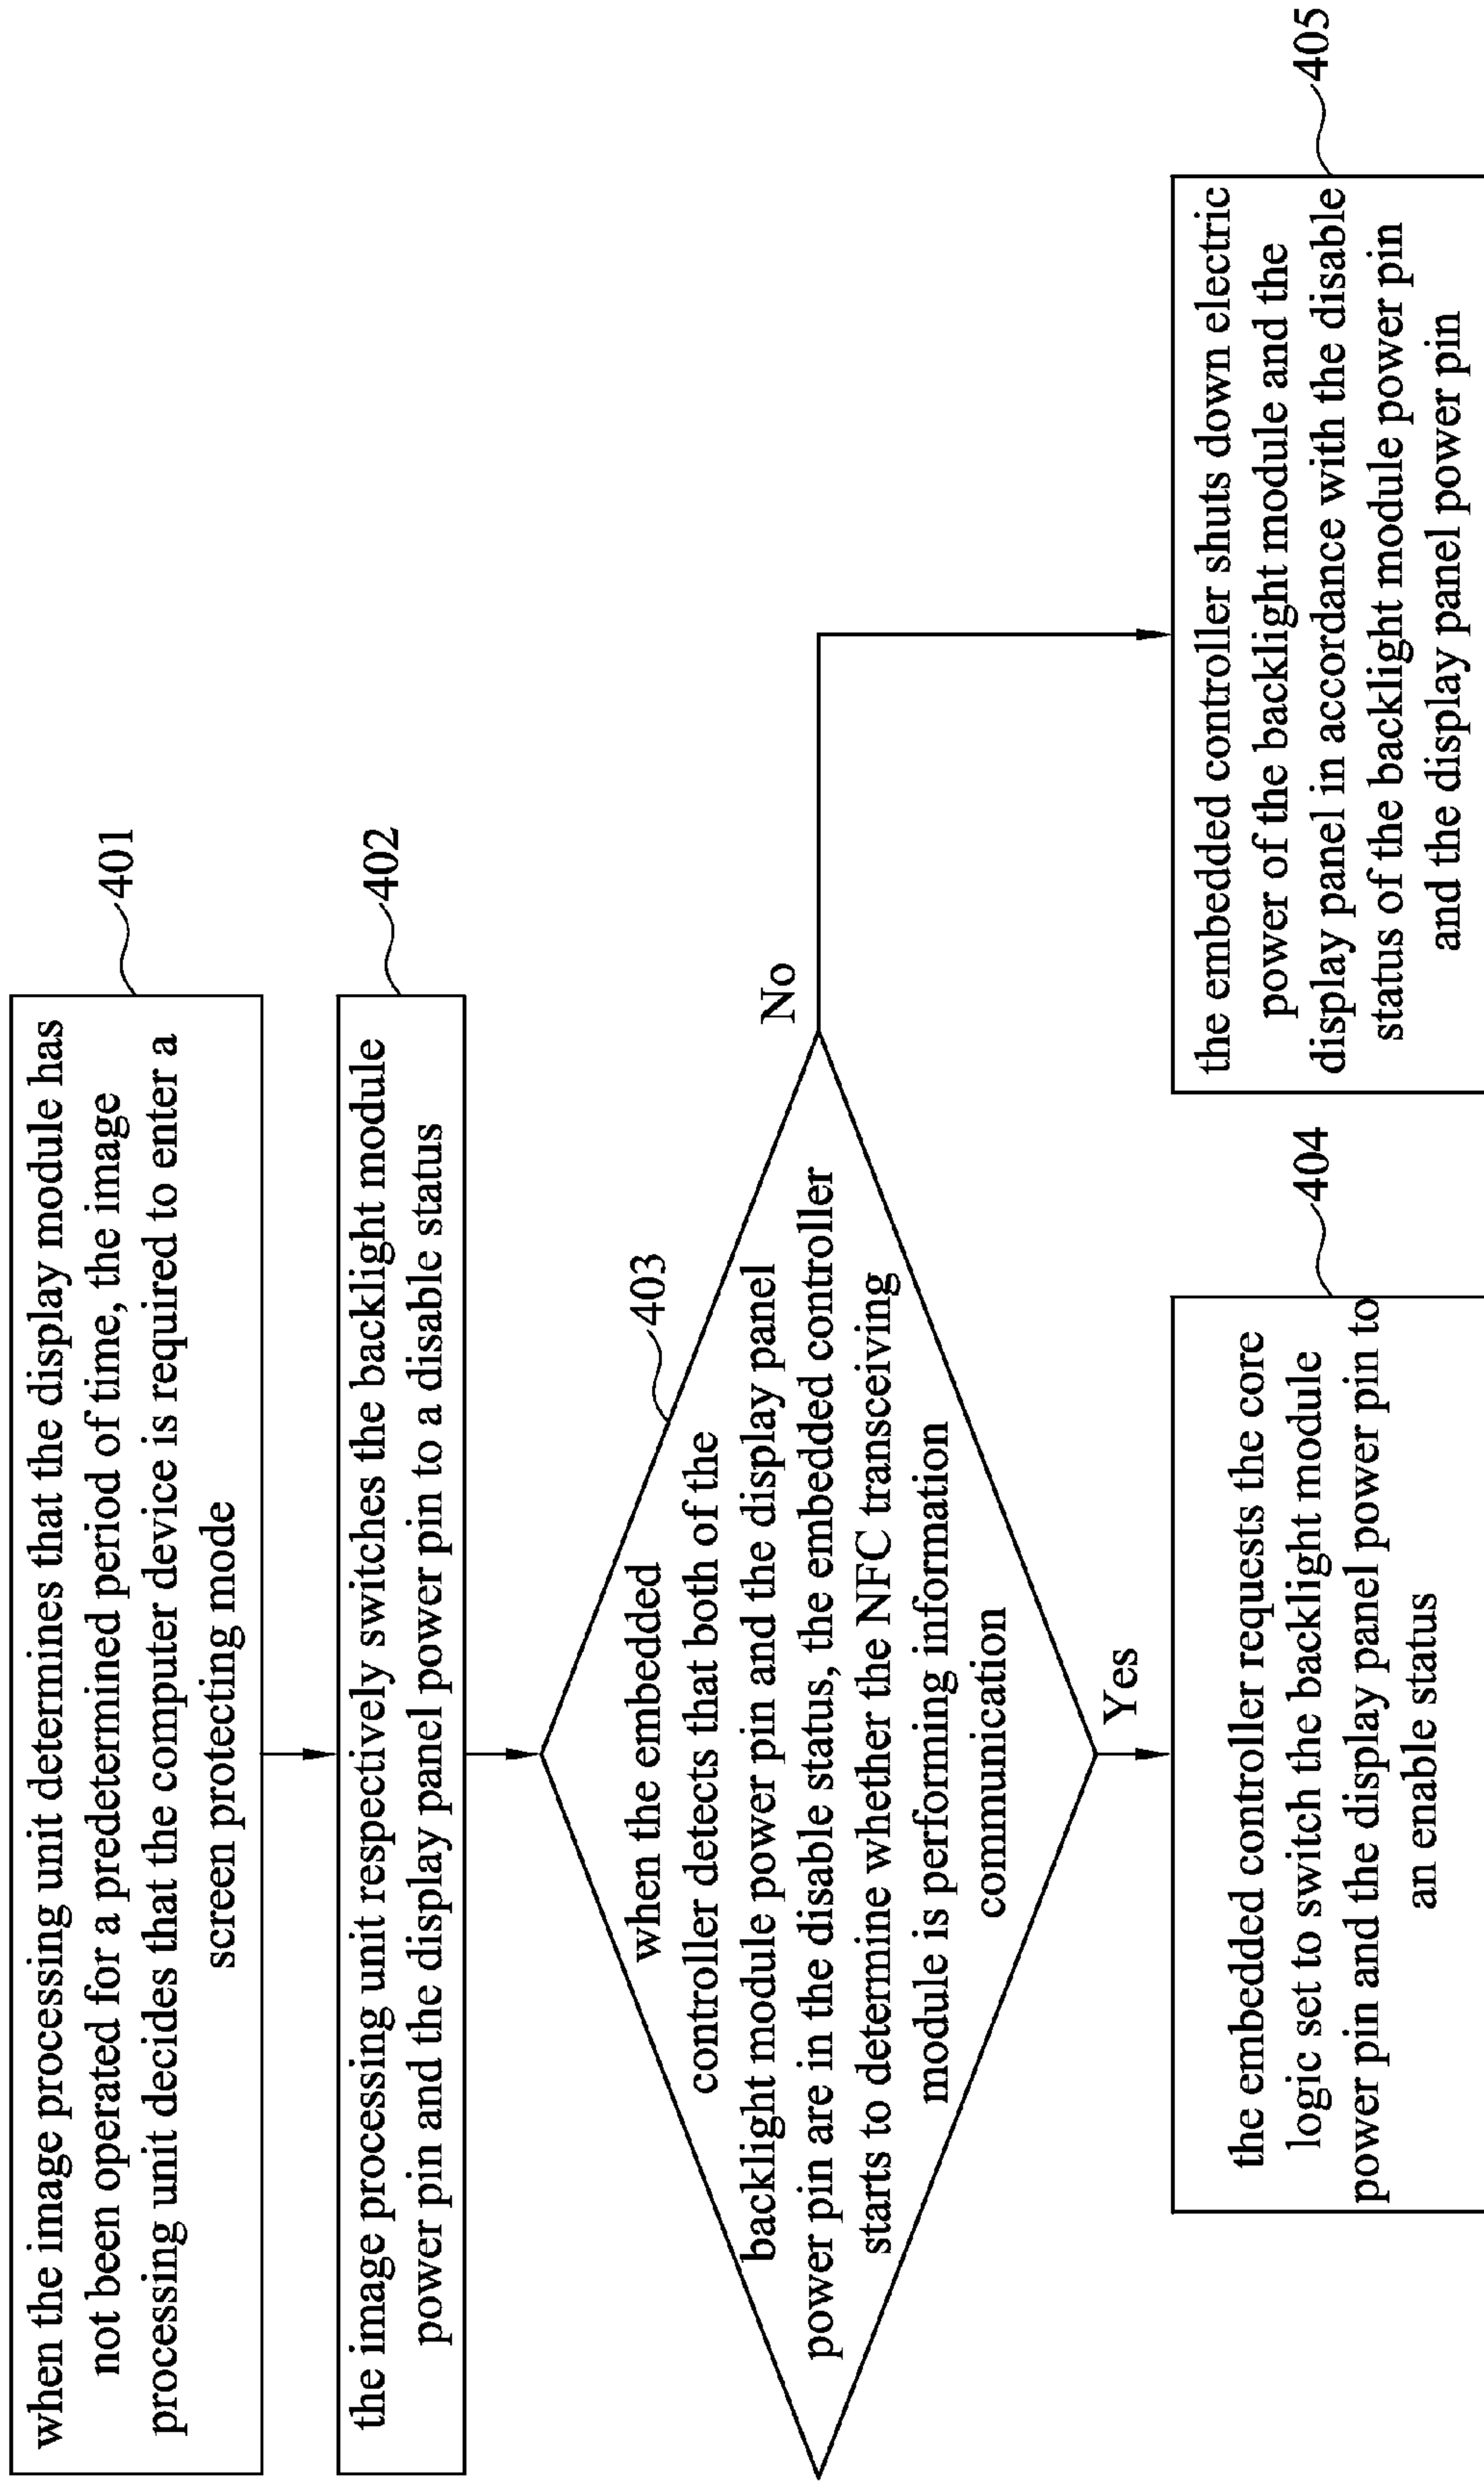 when the image processing unit determines that the display module has
not been operated for a predetermined period of time, the image
processing unit decides that the computer device is required to enter a
screen protecting mode
401
the image processing unit respectively switches the backlight module
power pin and the display panel power pin to a disable status
402
403
when the embedded
controller detects that both of the
backlight module power pin and the display panel
power pin are in the disable status, the embedded controller
starts to determine whether the NFC transceiving
module is performing information
communication
No
Yes
the embedded controller requests the core
logic set to switch the backlight module
power pin and the display panel power pin to
an enable status
404
the embedded controller shuts down electric
power of the backlight module and the
display panel in accordance with the disable
status of the backlight module power pin
and the display panel power pin
405